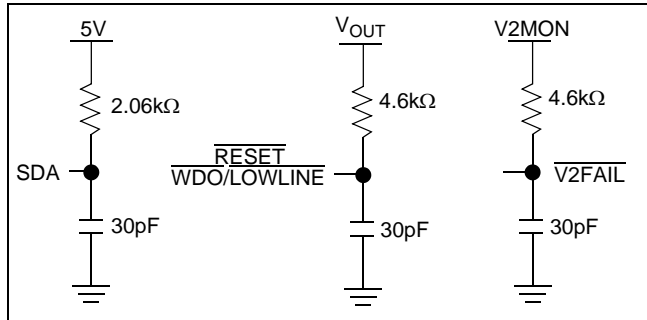 5V
2.06kΩ
SDA
30pF
VOUT
4.6kΩ
RESET
WDO/LOWLINE
30pF
V2MON
4.6kΩ
V2FAIL
30pF